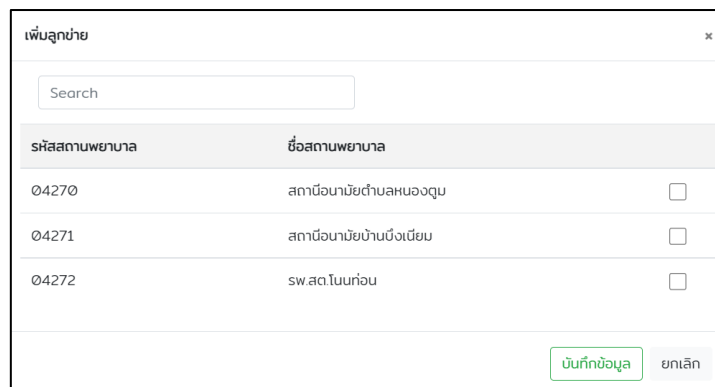 เพิ่มลูกข่าย ×
Search
รหัสสถานพยาบาล ชื่อสถานพยาบาล
04270 สถานีอนามัยตำบลหนองตูม
04271 สถานีอนามัยบ้านบึงเนียม
04272 รพ.สต.โนนท่อน
บันทึกข้อมูล ยกเลิก